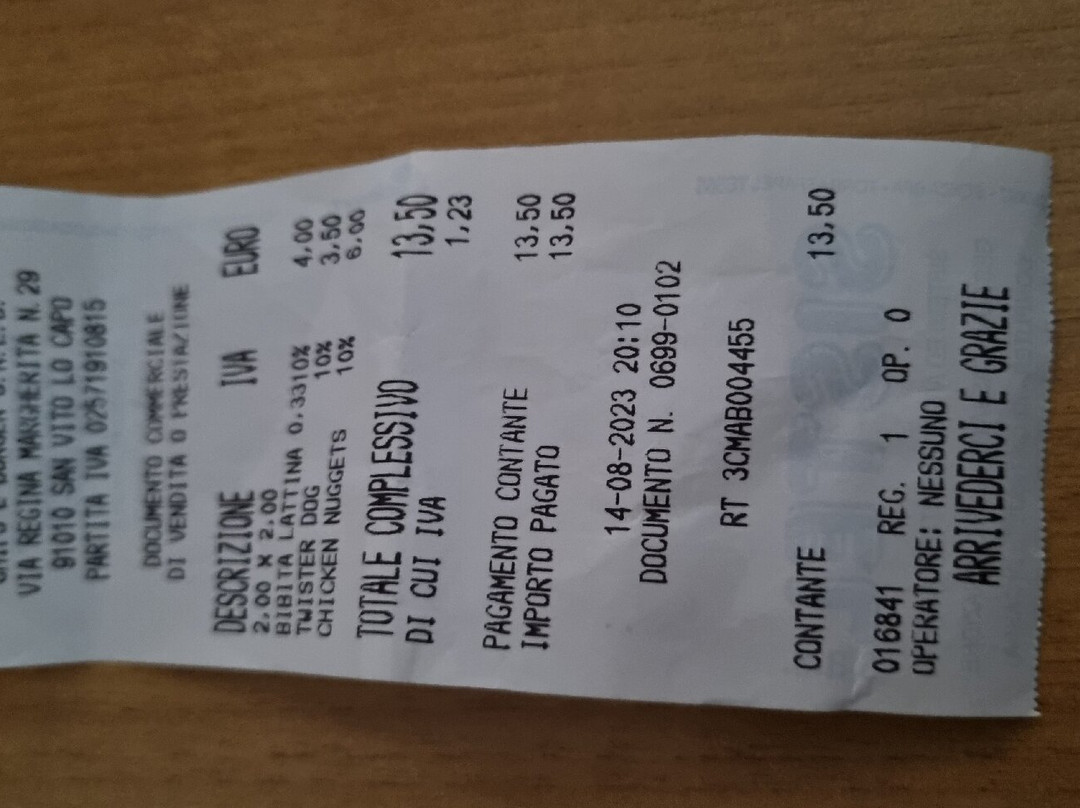 VIA REGINA MARGHERITA N. 29
91010 SAN VITO LO CAPO
PARTITA IVA 02571910815
DOCUMENTO COMMERCIALE
DI VENDITA O PRESTAZIONE
DESCRIZIONE IVA EURO
2,00 X 2,00
BIBITA LATTINA 0,3310% 4,00
TWISTER DOG 10% 3,50
CHICKEN NUGGETS 10% 6,00
TOTALE COMPLESSIVO 13,50
DI CUI IVA 1,23
PAGAMENTO CONTANTE 13,50
IMPORTO PAGATO 13,50
14-08-2023 20:10
DOCUMENTO N. 0699-0102
RT 3CMAB004455
CONTANTE 13,50
016841 REG. 1 OP. 0
OPERATORE: NESSUNO
ARRIVEDERCI E GRAZIE